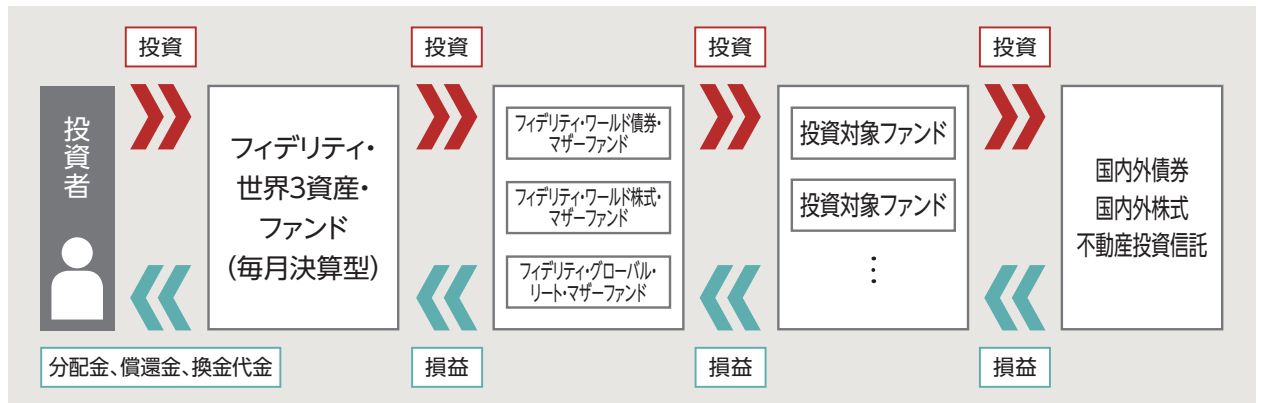 投資
投資
投資
投資
投資者
フィデリティ・
世界3資産・
ファンド
(毎月決算型)
フィデリティ・ワールド債券・
マザーファンド
フィデリティ・ワールド株式・
マザーファンド
フィデリティ・グローバル・
リート・マザーファンド
投資対象ファンド
投資対象ファンド
⋮
国内外債券
国内外株式
不動産投資信託
分配金、償還金、換金代金
損益
損益
損益